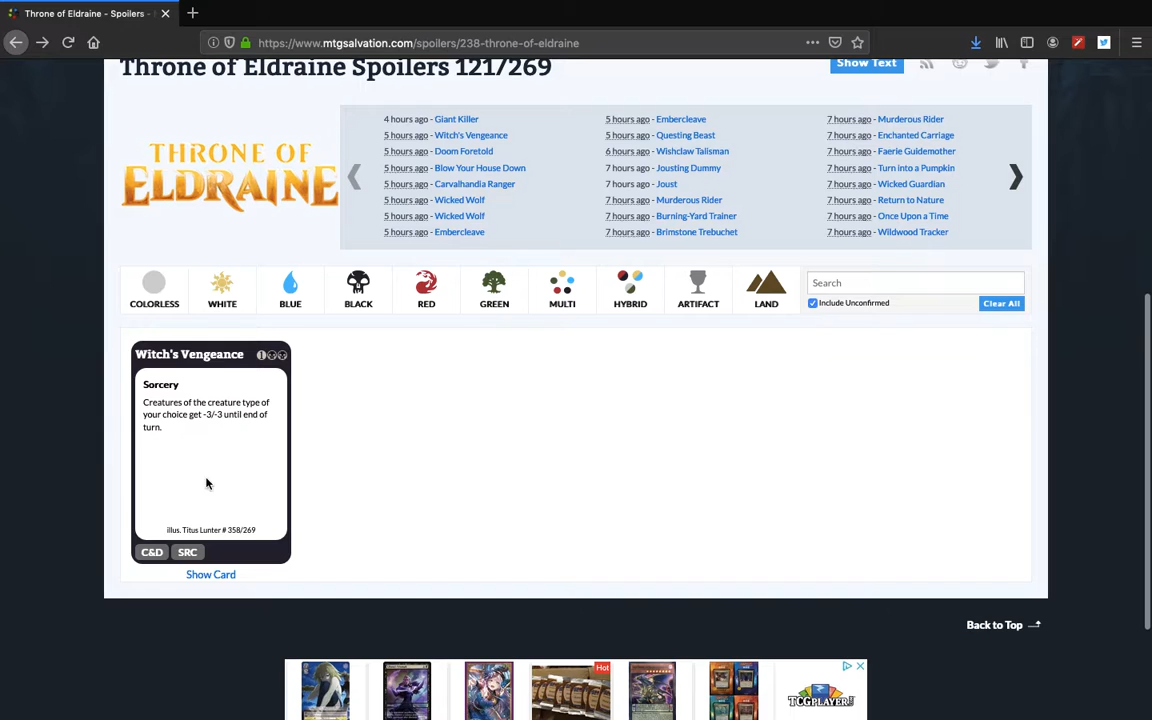 Throne of Eldraine - Spoilers -
https://www.mtgsalvation.com/spoilers/238-throne-of-eldraine
Throne of Eldraine Spoilers 121/269
Show Text
THRONE OF
ELDRAINE
4 hours ago - Giant Killer
5 hours ago - Witch's Vengeance
5 hours ago - Doom Foretold
5 hours ago - Blow Your House Down
5 hours ago - Carvalhandia Ranger
5 hours ago - Wicked Wolf
5 hours ago - Wicked Wolf
5 hours ago - Embercleave
5 hours ago - Embercleave
5 hours ago - Questing Beast
6 hours ago - Wishclaw Talisman
7 hours ago - Jousting Dummy
7 hours ago - Joust
7 hours ago - Murderous Rider
7 hours ago - Burning-Yard Trainer
7 hours ago - Brimstone Trebuchet
7 hours ago - Murderous Rider
7 hours ago - Enchanted Carriage
7 hours ago - Faerie Guidemother
7 hours ago - Turn into a Pumpkin
7 hours ago - Wicked Guardian
7 hours ago - Return to Nature
7 hours ago - Once Upon a Time
7 hours ago - Wildwood Tracker
COLORLESS WHITE BLUE BLACK RED GREEN MULTI HYBRID ARTIFACT LAND
Search
Include Unconfirmed
Clear All
Witch's Vengeance 1
Sorcery
Creatures of the creature type of
your choice get -3/-3 until end of
turn.
illus. Titus Lunter # 358/269
C&D SRC
Show Card
Back to Top
Hot
TCGPLAYER